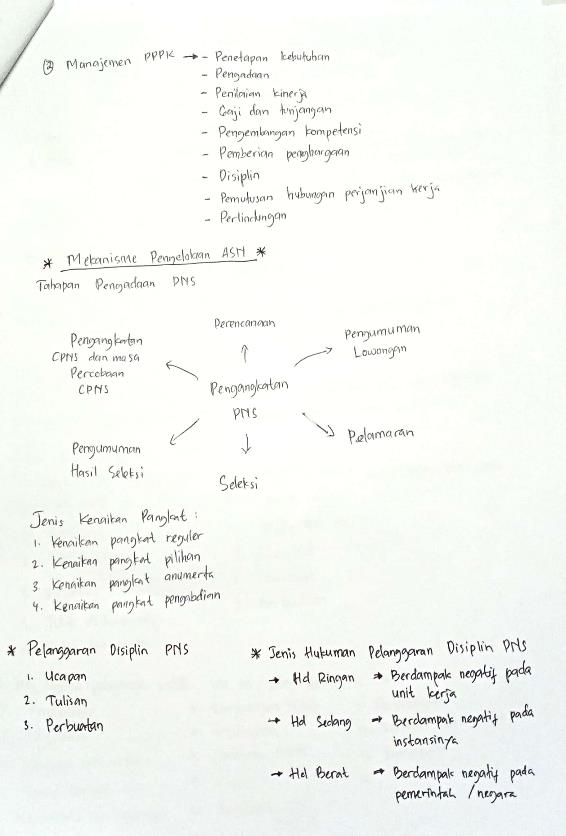 ② Manajemen PPPK → - Penetapan kebutuhan
- Pengadaan
- Penilaian kinerja
- Gaji dan tunjangan
- Pengembangan kompetensi
- Pemberian penghargaan
- Disiplin
- Pemutusan hubungan perjanjian kerja
- Perlindungan
* Mekanisme Pengelolaan ASN *
Tahapan Pengadaan PNS
Perencanaan
Pengumuman
Lowongan
Pelamaran
Seleksi
Pengumuman
Hasil Seleksi
Pengangkatan
CPNS dan masa
Percobaan
CPNS
Pengangkatan
PNS
Jenis Kenaikan Pangkat :
1. Kenaikan pangkat reguler
2. Kenaikan pangkat pilihan
3. Kenaikan pangkat anumerta
4. Kenaikan pangkat pengabdian
* Pelanggaran Disiplin PNS
1. Ucapan
2. Tulisan
3. Perbuatan
* Jenis Hukuman Pelanggaran Disiplin PNS
→ Hd Ringan → Berdampak negatif pada
unit kerja
→ Hd Sedang → Berdampak negatif pada
instansinya
→ Hd Berat → Berdampak negatif pada
pemerintah / negara